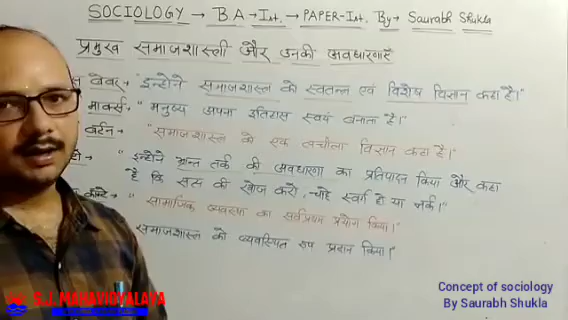 SOCIOLOGY → B A - Ist. → PAPER-Ist. By → Saurabh Shukla
प्रमुख समाजशास्त्री और उनकी अवधारणाएँ
वेबर → "इन्होंने समाजशास्त्र को स्वतन्त्र एवं विशेष विज्ञान कहा है।"
मार्क्स → "मनुष्य अपना इतिहास स्वयं बनाता है।"
"समाजशास्त्र को एक लचीला विज्ञान कहा है।"
"इन्होंने तर्क की अवधारणा का प्रतिपादन किया और कहा
है कि सत्य की खोज करो, चाहे स्वर्ग हो या नर्क।"
"सामाजिक व्यवस्था का सर्वप्रथम प्रयोग किया।"
समाजशास्त्र को व्यवस्थित रूप प्रदान किया।"
S.J. MAHAVIDYALAYA
Concept of sociology
By Saurabh Shukla